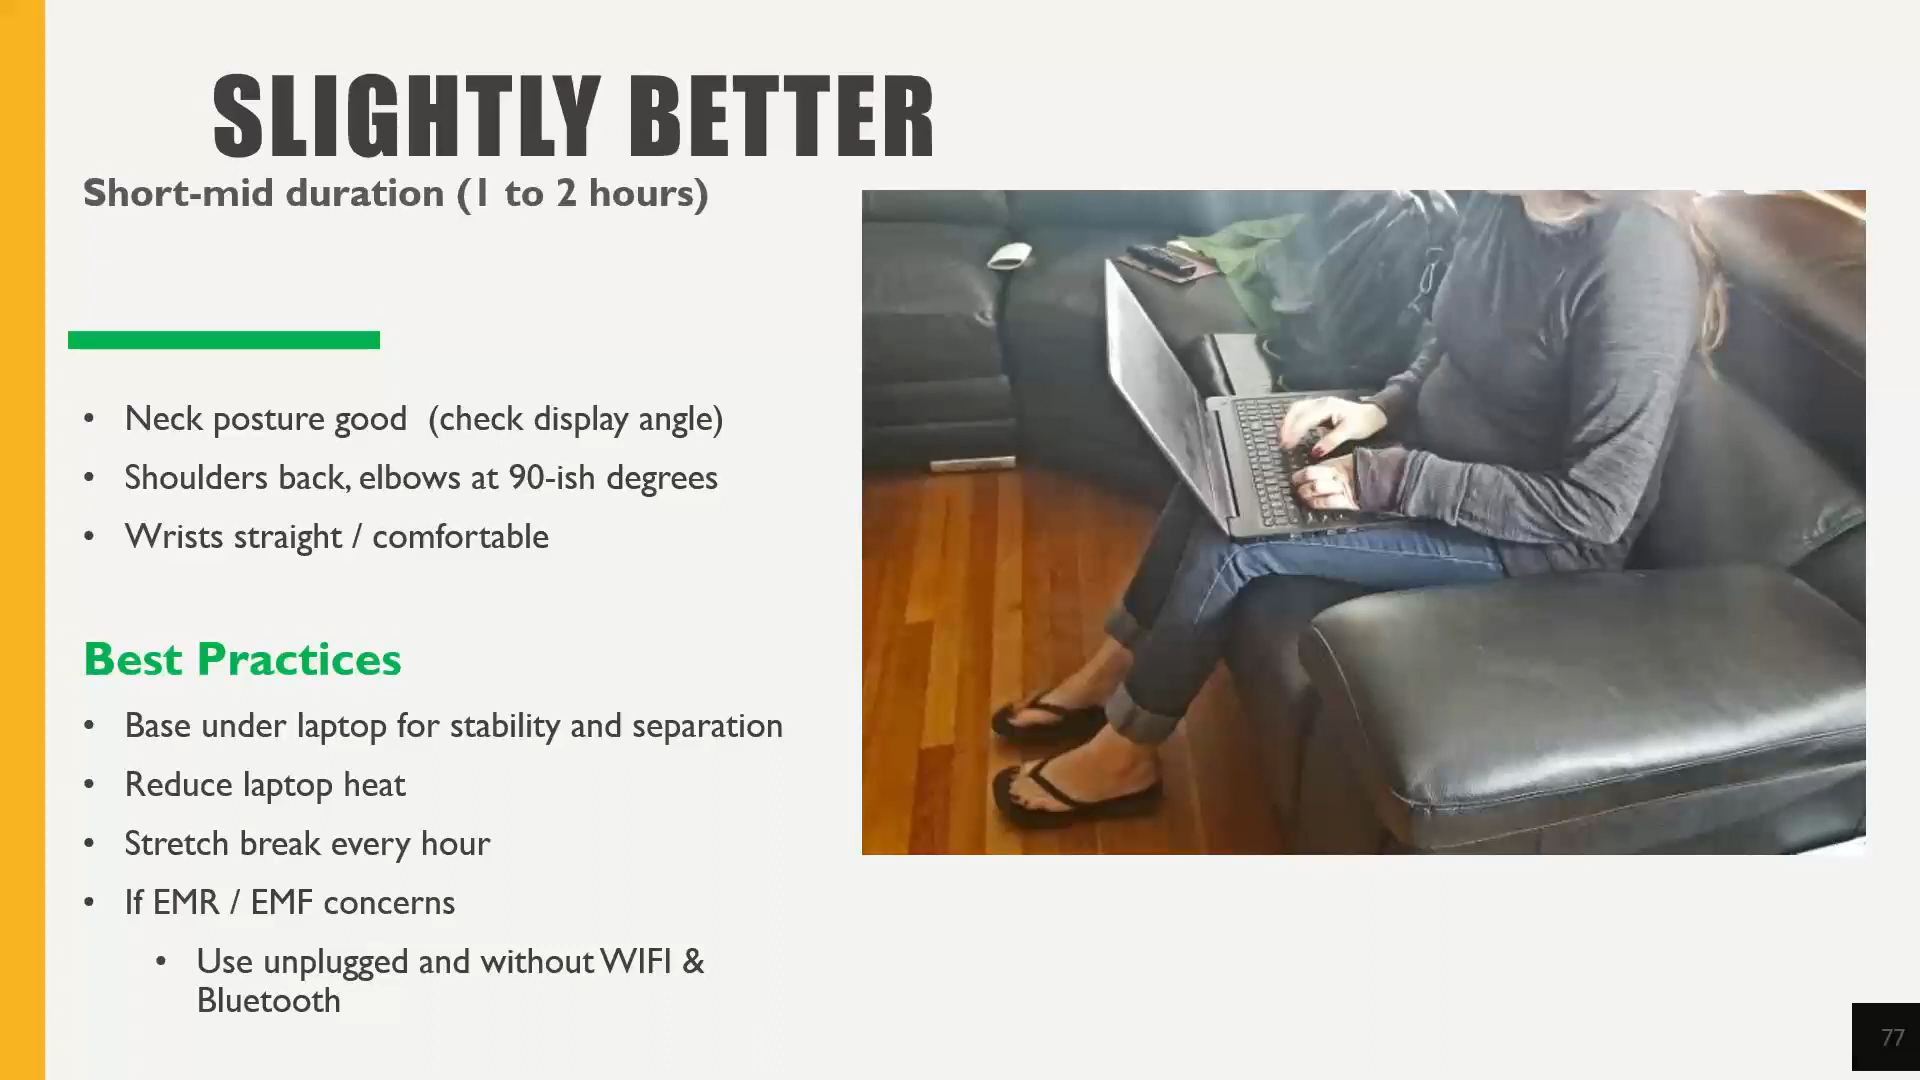 SLIGHTLY BETTER
Short-mid duration (1 to 2 hours)
• Neck posture good (check display angle)
• Shoulders back, elbows at 90-ish degrees
• Wrists straight / comfortable
Best Practices
• Base under laptop for stability and separation
• Reduce laptop heat
• Stretch break every hour
• If EMR / EMF concerns
• Use unplugged and without WIFI &
Bluetooth
77